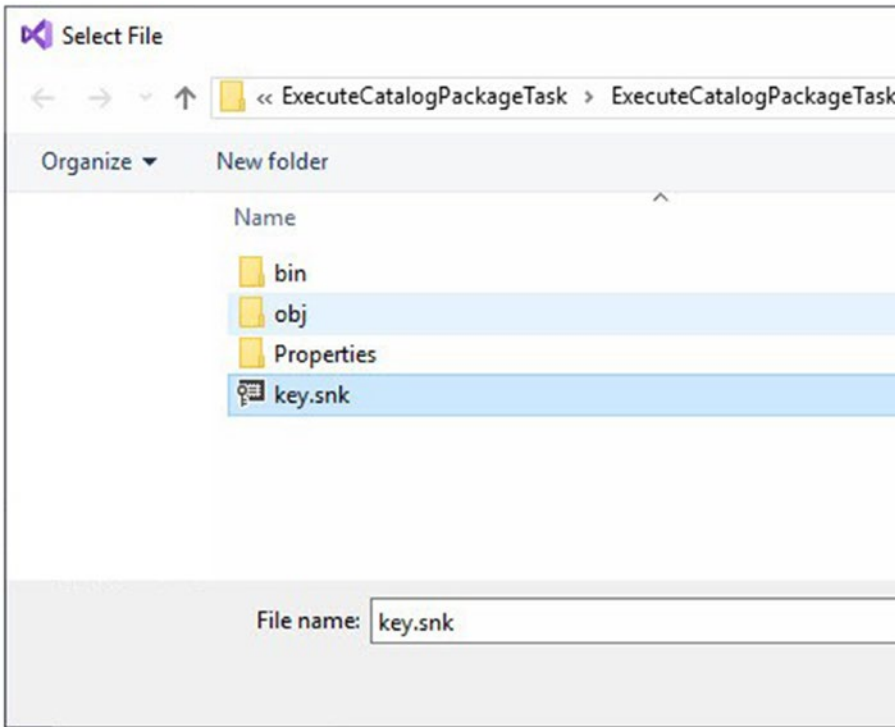 Select File
« ExecuteCatalogPackageTask > ExecuteCatalogPackageTask
Organize New folder
Name
bin
obj
Properties
key.snk
File name: key.snk